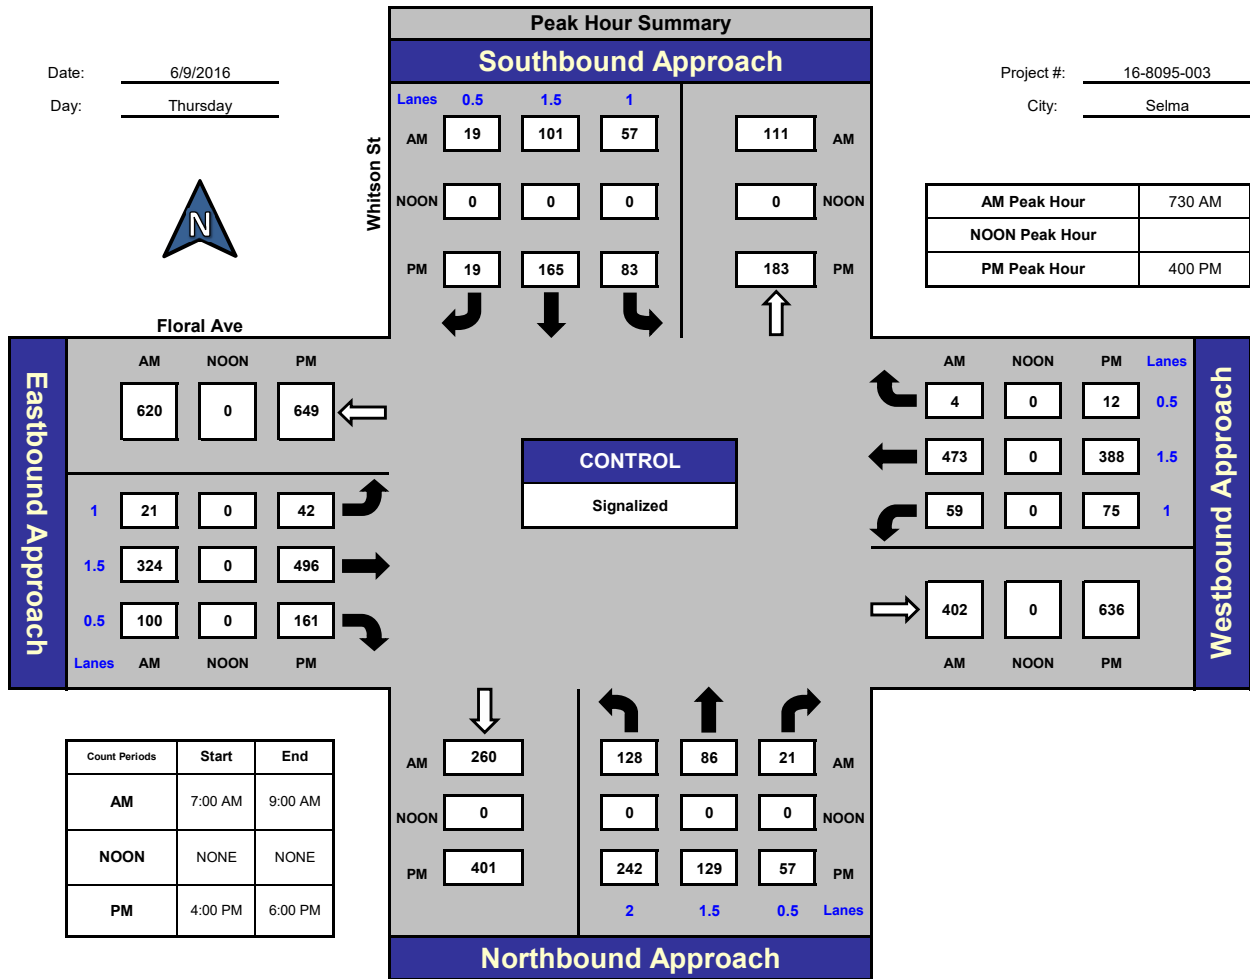 Peak Hour Summary
Southbound Approach
Date: 6/9/2016
Day: Thursday
Project #: 16-8095-003
City: Selma
Lanes 0.5 1.5 1
AM 19 101 57 111 AM
NOON 0 0 0 0 NOON
PM 19 165 83 183 PM
Whitson St
N
AM Peak Hour 730 AM
NOON Peak Hour
PM Peak Hour 400 PM
Floral Ave
Eastbound Approach
AM NOON PM
620 0 649
1 21 0 42
1.5 324 0 496
0.5 100 0 161
Lanes AM NOON PM
CONTROL
Signalized
AM NOON PM Lanes
4 0 12 0.5
473 0 388 1.5
59 0 75 1
402 0 636
AM NOON PM
Westbound Approach
AM 260 128 86 21 AM
NOON 0 0 0 0 NOON
PM 401 242 129 57 PM
2 1.5 0.5 Lanes
Northbound Approach
Count Periods Start End
AM 7:00 AM 9:00 AM
NOON NONE NONE
PM 4:00 PM 6:00 PM